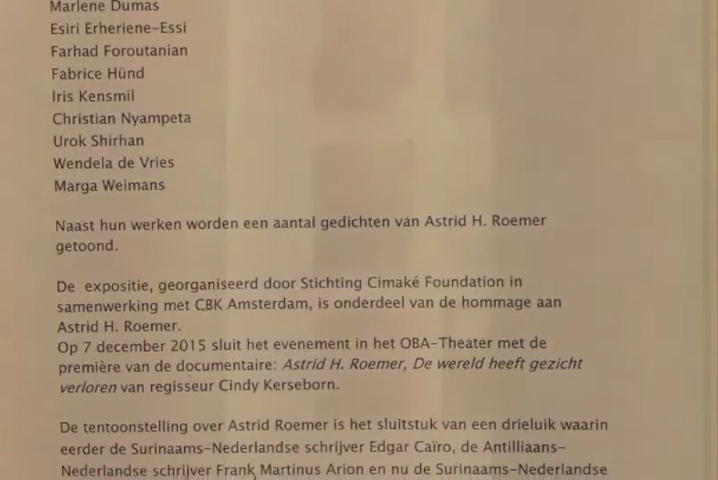 Marlene Dumas
Esiri Erheriene-Essi
Farhad Foroutanian
Fabrice Hünd
Iris Kensmil
Christian Nyampeta
Urok Shirhan
Wendela de Vries
Marga Weimans
Naast hun werken worden een aantal gedichten van Astrid H. Roemer
getoond.
De expositie, georganiseerd door Stichting Cimaké Foundation in
samenwerking met CBK Amsterdam, is onderdeel van de hommage aan
Astrid H. Roemer.
Op 7 december 2015 sluit het evenement in het OBA-Theater met de
première van de documentaire: Astrid H. Roemer, De wereld heeft gezicht
verloren van regisseur Cindy Kerseborn.
De tentoonstelling over Astrid Roemer is het sluitstuk van een drieluik waarin
eerder de Surinaams-Nederlandse schrijver Edgar Caïro, de Antilliaans-
Nederlandse schrijver Frank Martinus Arion en nu de Surinaams-Nederlandse